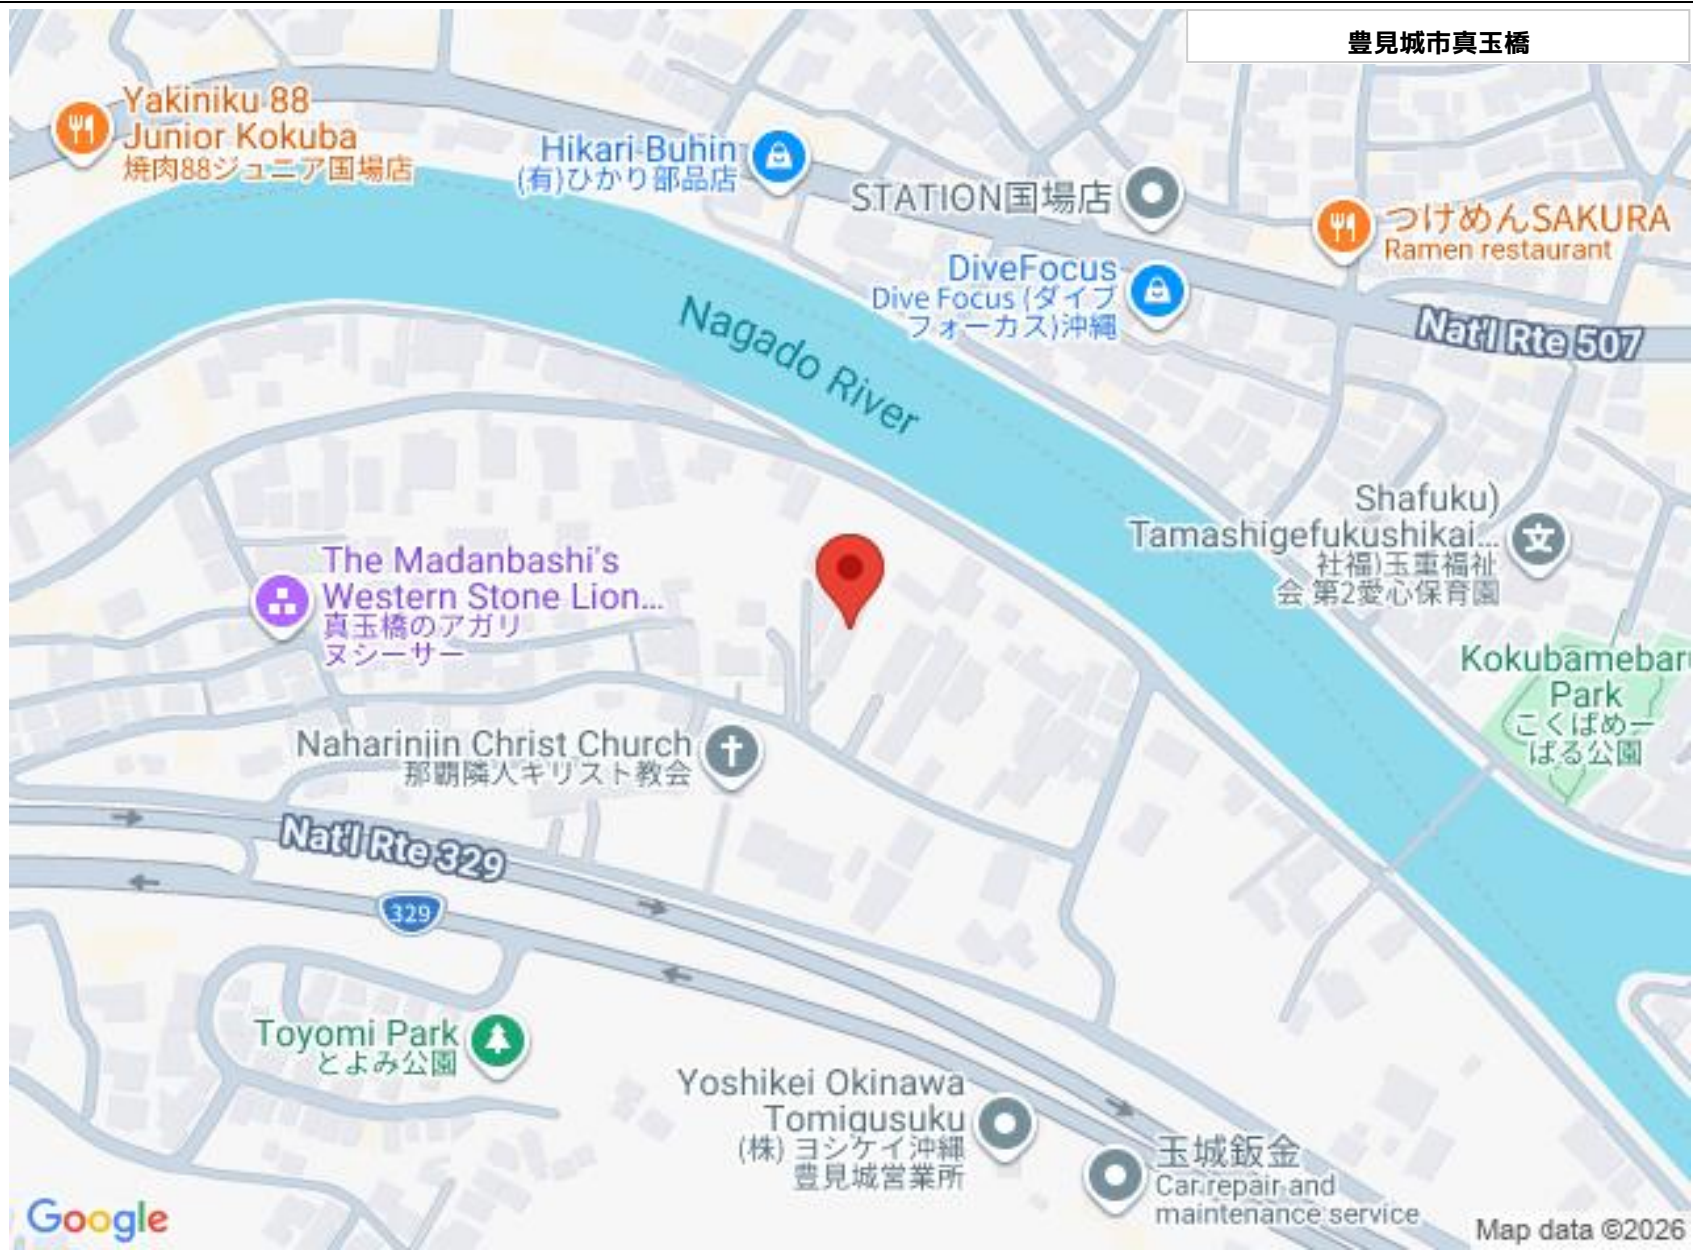 豊見城市真玉橋
Yakiniku 88
Junior Kokuba
焼肉88ジュニア国場店
Hikari Buhin
(有)ひかり部品店
STATION国場店
つけめんSAKURA
Ramen restaurant
DiveFocus
Dive Focus (ダイブ
フォーカス)沖縄
Nat'l Rte 507
Nagado River
Shafuku)
Tamashigefukushikai...
社福)玉重福祉
会 第2愛心保育園
The Madanbashi's
Western Stone Lion...
真玉橋のアガリ
ヌシーサー
Kokubamebaru
Park
こくばめー
ばる公園
Naharinjin Christ Church
那覇隣人キリスト教会
Nat'l Rte 329
329
Toyomi Park
とよみ公園
Yoshikei Okinawa
Tomigusuku
(株) ヨシケイ沖縄
豊見城営業所
玉城鈑金
Car repair and
maintenance service
Google
Map data ©2026